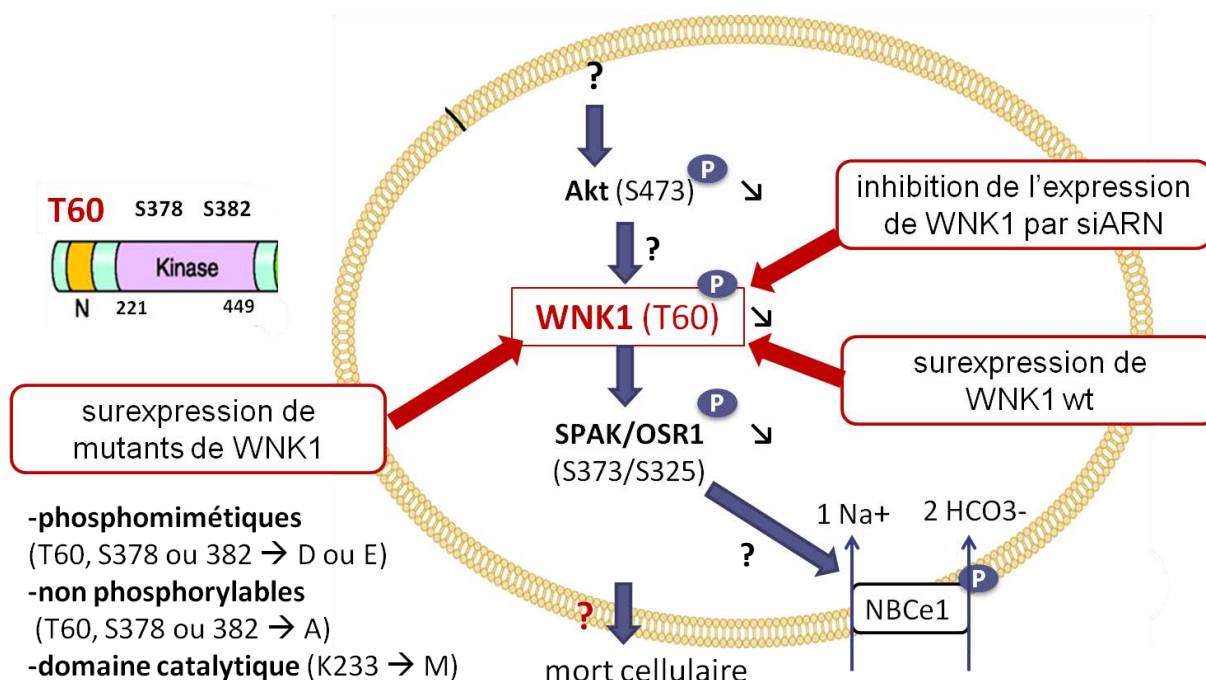 ?
Akt (S473)
P
↘
inhibition de l’expression
de WNK1 par siARN
T60 S378 S382
Kinase
N 221 449
?
P
WNK1 (T60)
↘
surexpression de
mutants de WNK1
surexpression de
WNK1 wt
P
SPAK/OSR1
↘
(S373/S325)
1 Na+ 2 HCO3-
?
-phosphomimétiques
(T60, S378 ou 382 → D ou E)
-non phosphorylables
(T60, S378 ou 382 → A)
-domaine catalytique (K233 → M)
?
mort cellulaire
P
NBCe1